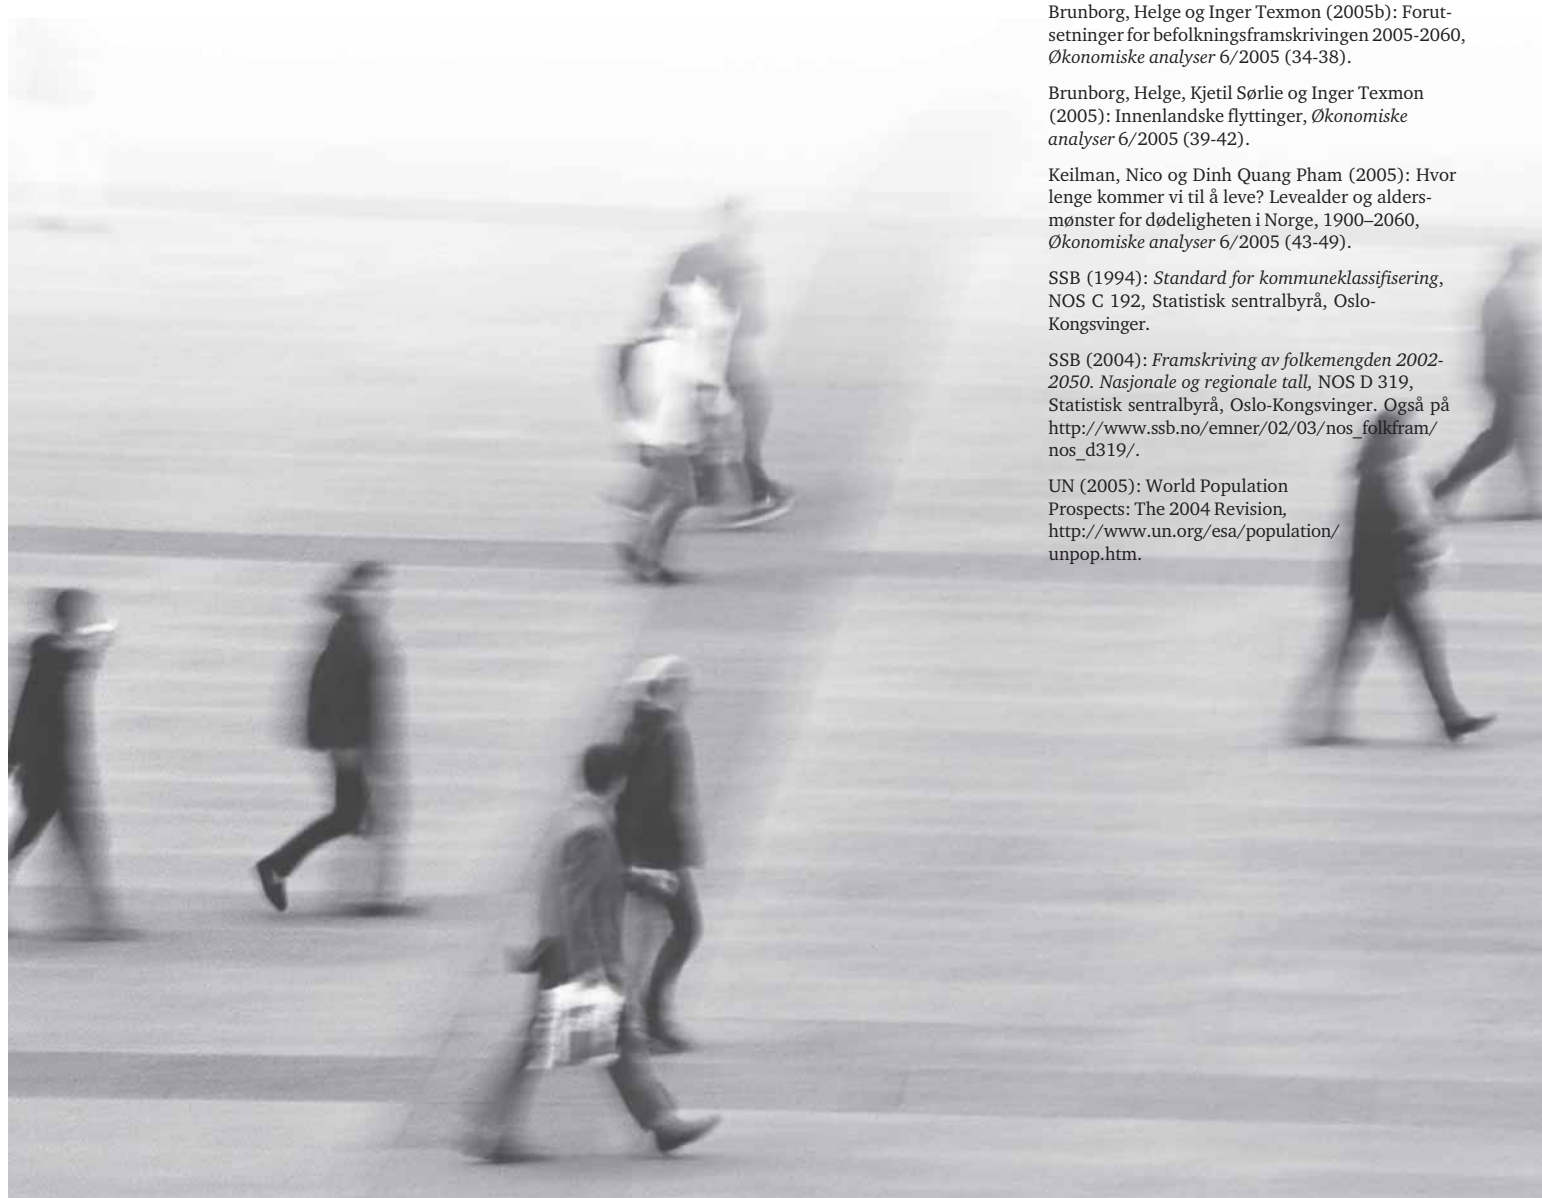 Brunborg, Helge og Inger Texmon (2005b): Forut-
setninger for befolkningsframskrivingen 2005-2060,
Økonomiske analyser 6/2005 (34-38).
Brunborg, Helge, Kjetil Sørlie og Inger Texmon
(2005): Innenlandske flyttinger, Økonomiske
analyser 6/2005 (39-42).
Keilman, Nico og Dinh Quang Pham (2005): Hvor
lenge kommer vi til å leve? Levealder og alders-
mønster for dødeligheten i Norge, 1900–2060,
Økonomiske analyser 6/2005 (43-49).
SSB (1994): Standard for kommuneklassifisering,
NOS C 192, Statistisk sentralbyrå, Oslo-
Kongsvinger.
SSB (2004): Framskriving av folkemengden 2002-
2050. Nasjonale og regionale tall, NOS D 319,
Statistisk sentralbyrå, Oslo-Kongsvinger. Også på
http://www.ssb.no/emner/02/03/nos_folkfram/
nos_d319/.
UN (2005): World Population
Prospects: The 2004 Revision,
http://www.un.org/esa/population/
unpop.htm.